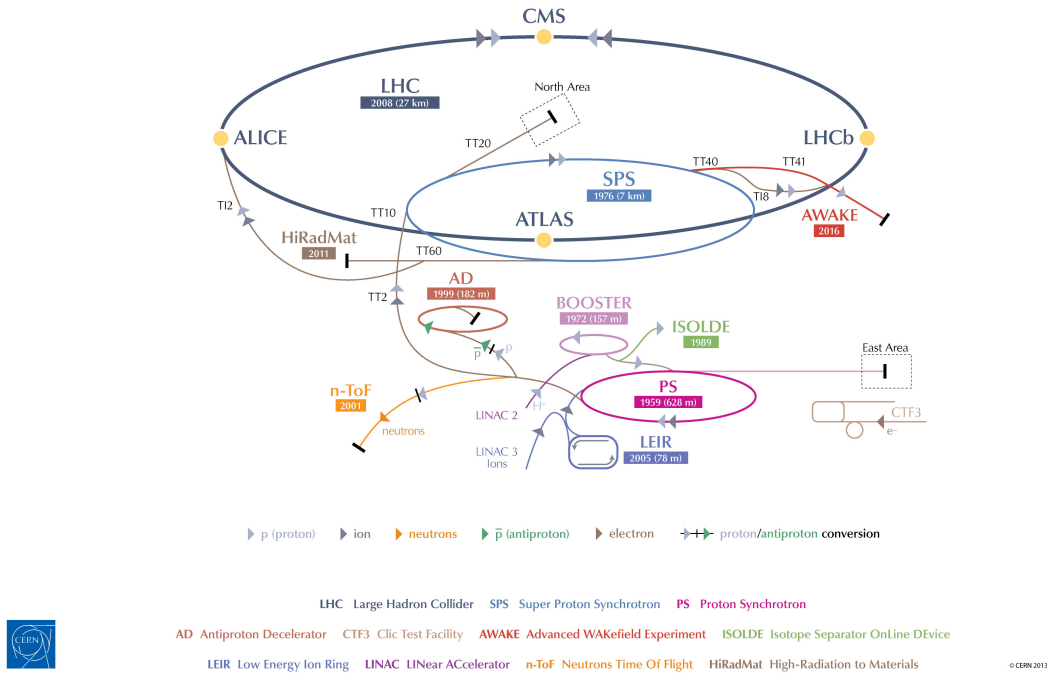 CMS
LHC
2008 (27 km)
North Area
ALICE
TT20
LHCb
TT40
TT41
SPS
1976 (7 km)
TI8
TI2
TT10
ATLAS
AWAKE
2016
HiRadMat
2011
TT60
AD
1999 (182 m)
TT2
BOOSTER
1972 (157 m)
ISOLDE
1989
p
p̅
East Area
n-ToF
2001
PS
1959 (628 m)
H⁻
LINAC 2
CTF3
e⁻
neutrons
LEIR
2005 (78 m)
LINAC 3
Ions
p (proton) ion neutrons p̅ (antiproton) electron proton/antiproton conversion
LHC Large Hadron Collider SPS Super Proton Synchrotron PS Proton Synchrotron
AD Antiproton Decelerator CTF3 Clic Test Facility AWAKE Advanced WAKefield Experiment ISOLDE Isotope Separator OnLine DEvice
LEIR Low Energy Ion Ring LINAC LINear ACcelerator n-ToF Neutrons Time Of Flight HiRadMat High-Radiation to Materials
CERN
© CERN 2013